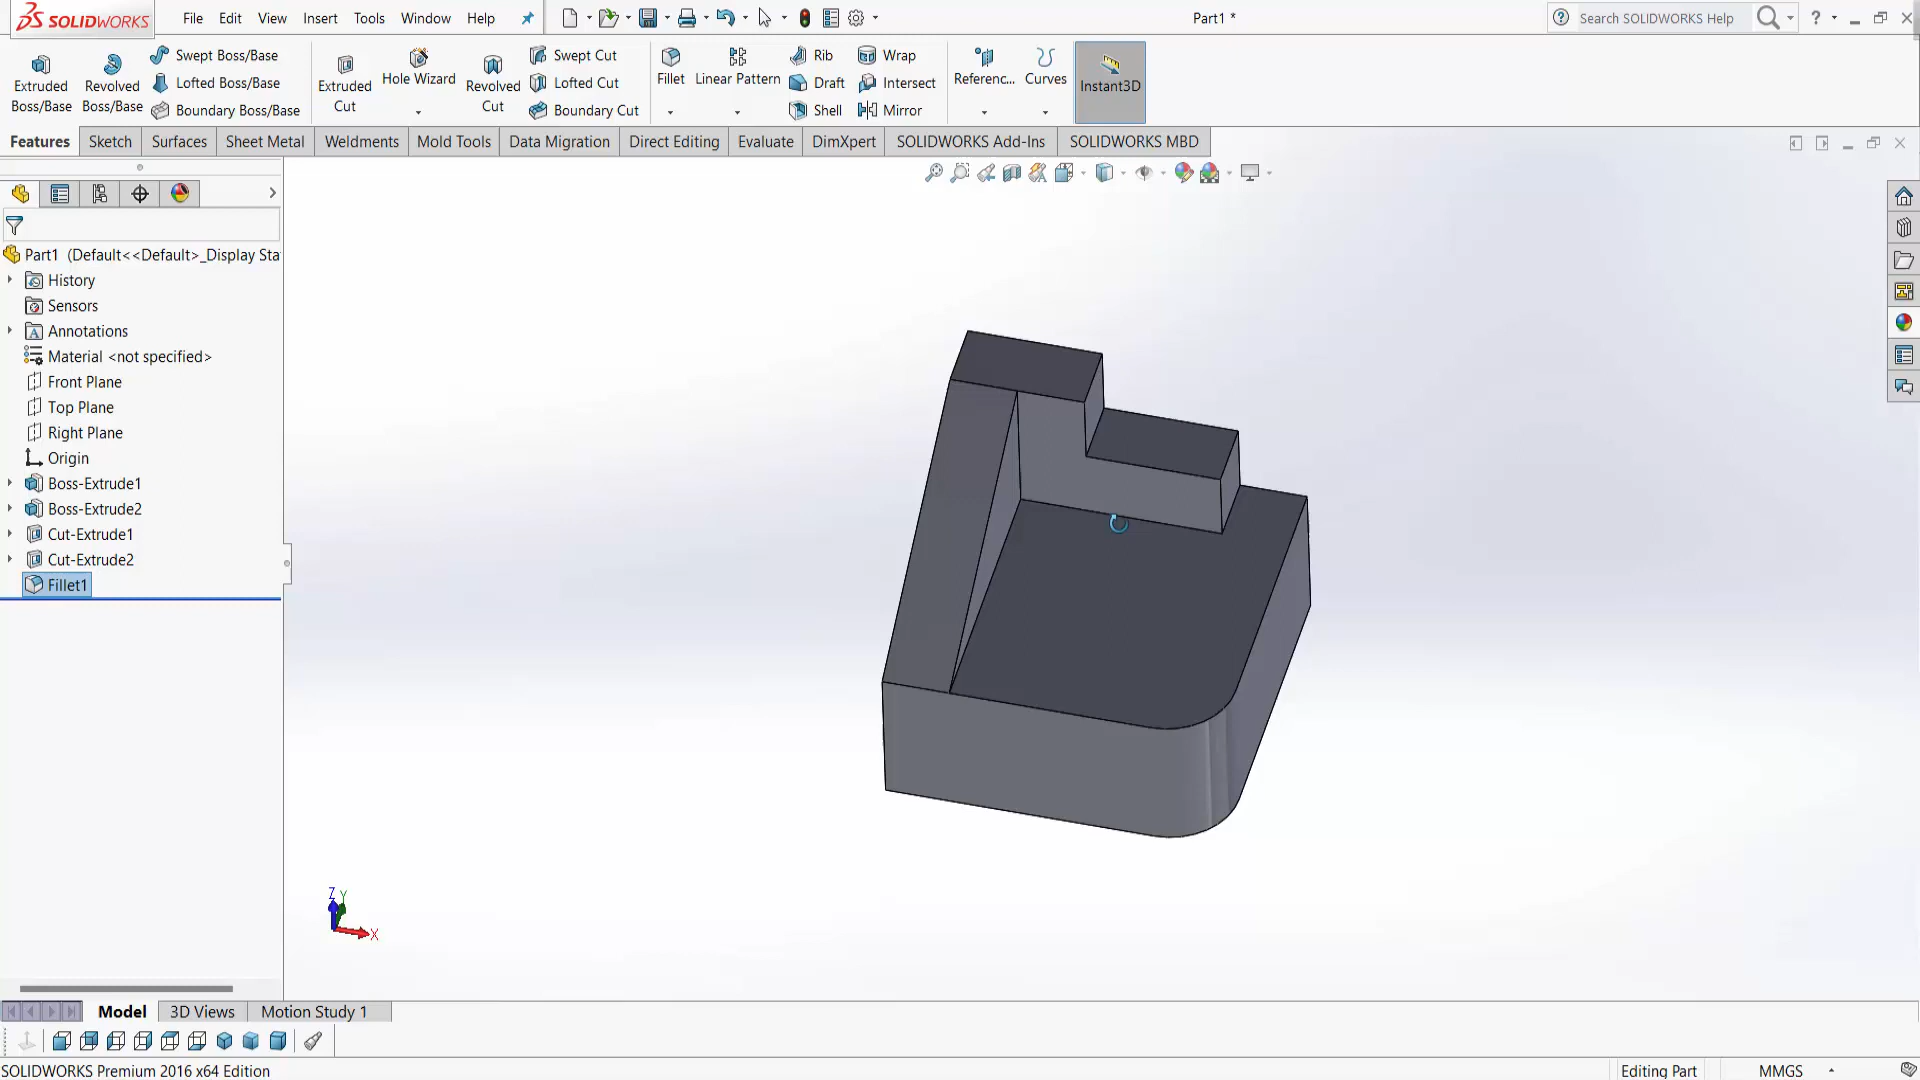 SOLIDWORKS File Edit View Insert Tools Window Help Part1 * Search SOLIDWORKS Help ?
Extruded Boss/Base
Revolved Boss/Base
Swept Boss/Base
Lofted Boss/Base
Boundary Boss/Base
Extruded Cut
Hole Wizard
Revolved Cut
Swept Cut
Lofted Cut
Boundary Cut
Fillet
Linear Pattern
Rib
Draft
Shell
Wrap
Intersect
Mirror
Referenc...
Curves
Instant3D
Features Sketch Surfaces Sheet Metal Weldments Mold Tools Data Migration Direct Editing Evaluate DimXpert SOLIDWORKS Add-Ins SOLIDWORKS MBD
Part1 (Default<<Default>_Display Sta
History
Sensors
Annotations
Material <not specified>
Front Plane
Top Plane
Right Plane
Origin
Boss-Extrude1
Boss-Extrude2
Cut-Extrude1
Cut-Extrude2
Fillet1
Z Y
X
Model 3D Views Motion Study 1
SOLIDWORKS Premium 2016 x64 Edition Editing Part MMGS